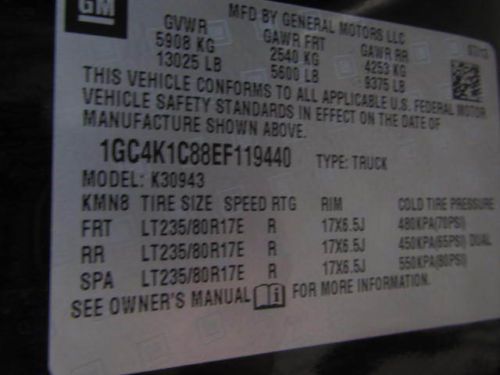 GM
MFD BY GENERAL MOTORS LLC
GVWR GAWR FRT GAWR RR
5908 KG 2540 KG 4253 KG
13025 LB 5600 LB 9375 LB
THIS VEHICLE CONFORMS TO ALL APPLICABLE U.S. FEDERAL MOTOR
VEHICLE SAFETY STANDARDS IN EFFECT ON THE DATE OF
MANUFACTURE SHOWN ABOVE.
1GC4K1C88EF119440 TYPE: TRUCK
MODEL: K30943
KMN8 TIRE SIZE SPEED RTG RIM COLD TIRE PRESSURE
FRT LT235/80R17E R 17X6.5J 480KPA(70PSI)
RR LT235/80R17E R 17X6.5J 450KPA(65PSI) DUAL
SPA LT235/80R17E R 17X6.5J 550KPA(80PSI)
SEE OWNER'S MANUAL FOR MORE INFORMATION.